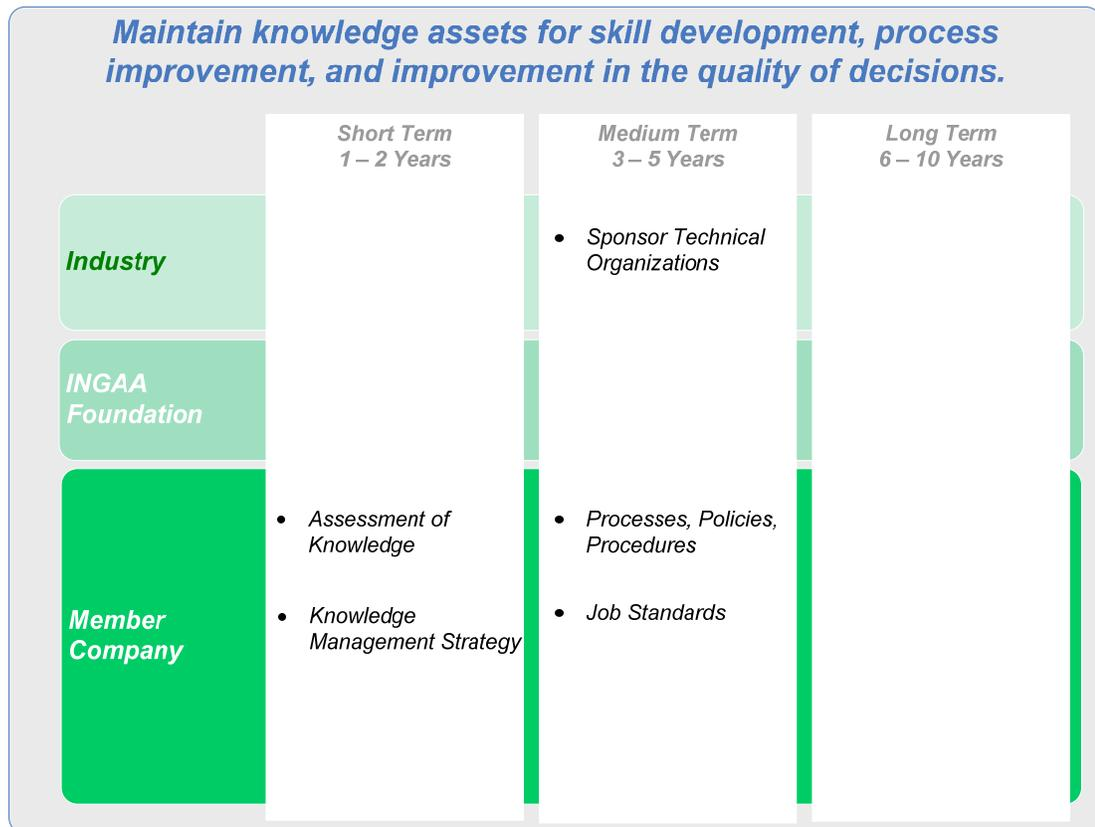 Maintain knowledge assets for skill development, process
improvement, and improvement in the quality of decisions.
Short Term
1 – 2 Years
Medium Term
3 – 5 Years
Long Term
6 – 10 Years
Industry
• Sponsor Technical
Organizations
INGAA
Foundation
Member
Company
• Assessment of
Knowledge
• Knowledge
Management Strategy
• Processes, Policies,
Procedures
• Job Standards